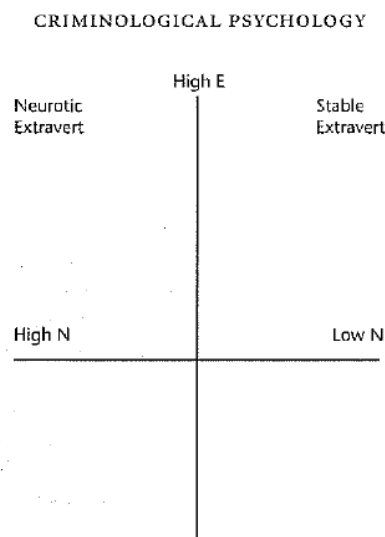 CRIMINOLOGICAL PSYCHOLOGY
High E
Neurotic
Extravert
Stable
Extravert
High N
Low N